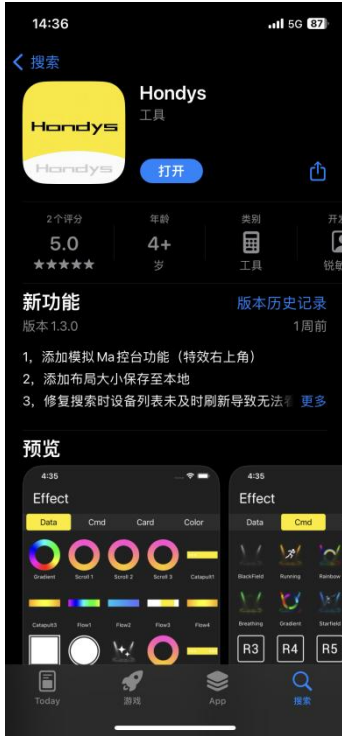 14:36
5G 87
搜索
Hondys
工具
Hondys
Hondys
打开
2个评分 年龄 类别
5.0 4+
岁 工具
新功能 版本历史记录
版本 1.3.0 1周前
1，添加模拟 Ma 控台功能（特效右上角）
2，添加布局大小保存至本地
3，修复搜索时设备列表未及时刷新导致无法 更多
预览
4:35 4:35
Effect Effect
Data Cmd Card Color Data Cmd
Gradient Scroll 1 Scroll 2 Scroll 3 Catapult1 BlackField Running Rainbow
Catapult3 Flow1 Flow2 Flow3 Flow4 Breathing Gradient Starfield
R3 R4 R5
Today 游戏 App 搜索